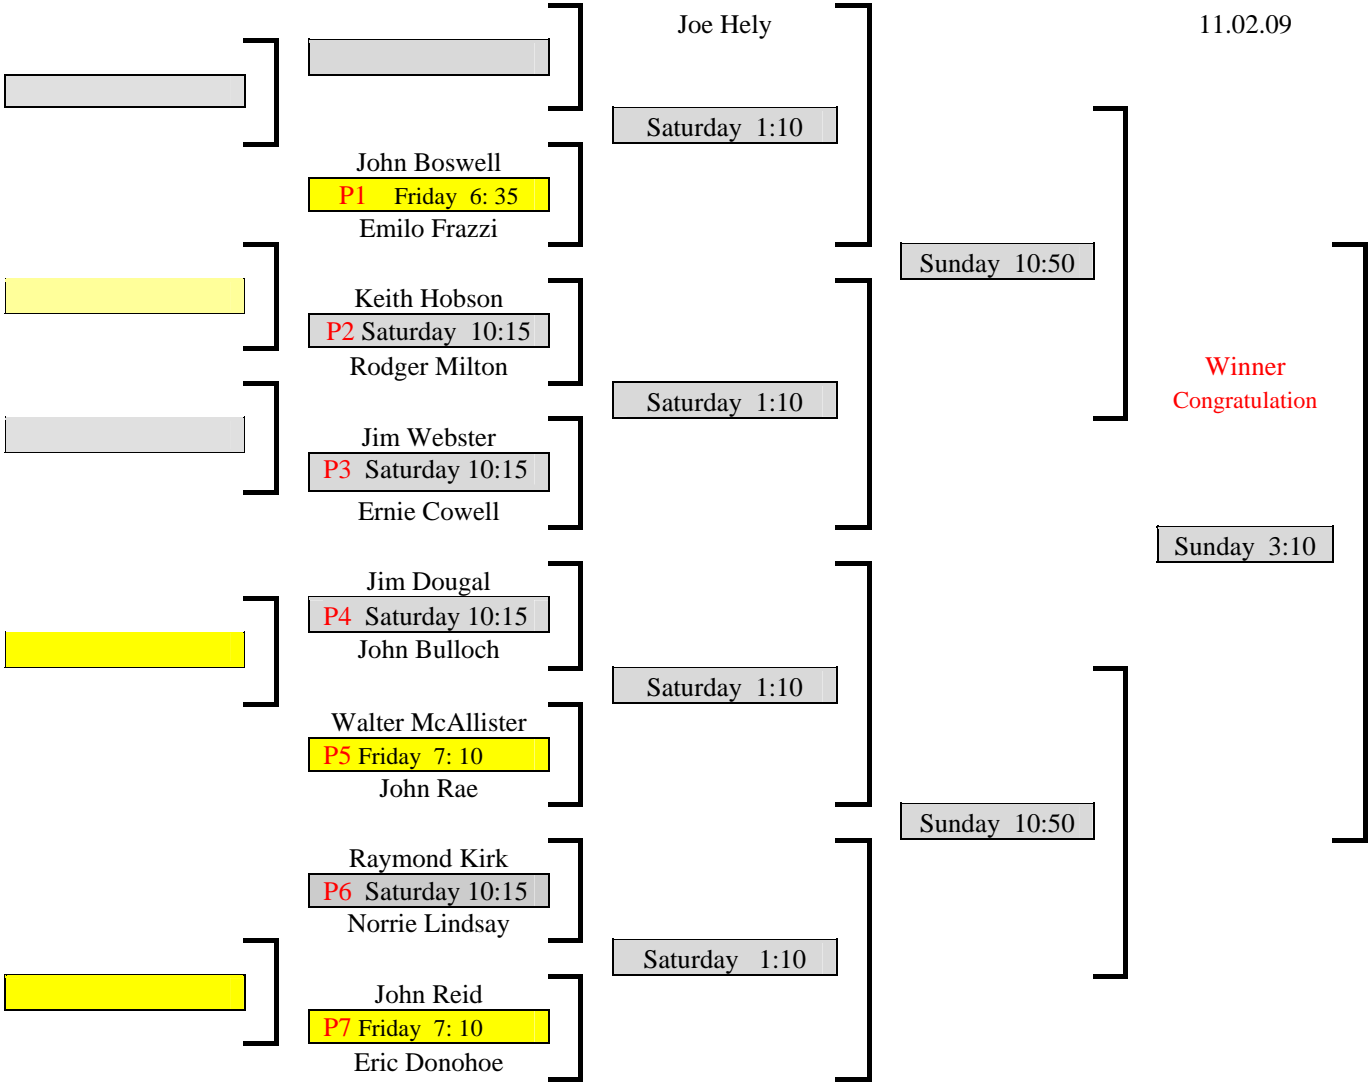 Joe Hely
11.02.09
Saturday 1:10
John Boswell
P1 Friday 6: 35
Emilo Frazzi
Sunday 10:50
Keith Hobson
P2 Saturday 10:15
Rodger Milton
Winner
Congratulation
Saturday 1:10
Jim Webster
P3 Saturday 10:15
Ernie Cowell
Sunday 3:10
Jim Dougal
P4 Saturday 10:15
John Bulloch
Saturday 1:10
Walter McAllister
P5 Friday 7: 10
John Rae
Sunday 10:50
Raymond Kirk
P6 Saturday 10:15
Norrie Lindsay
Saturday 1:10
John Reid
P7 Friday 7: 10
Eric Donohoe